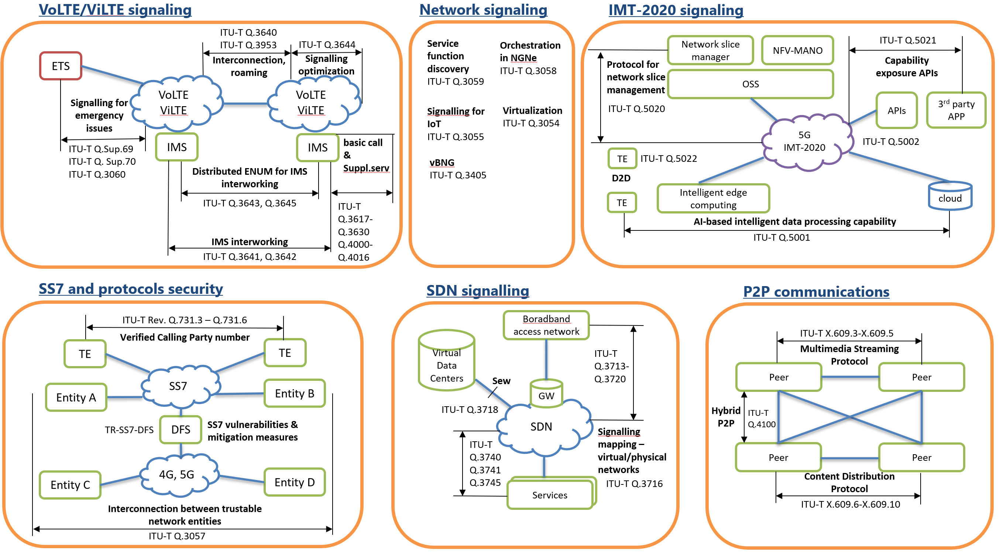 VoLTE/ViLTE signaling
ITU-T Q.3640
ITU-T Q.3953
ITU-T Q.3644
ETS
Interconnection,
roaming
Signalling
optimization
VoLTE
ViLTE
VoLTE
ViLTE
Signalling for
emergency
issues
ITU-T Q.Sup.69
ITU-T Q. Sup.70
ITU-T Q.3060
IMS
IMS
basic call
&
Suppl.serv
Distributed ENUM for IMS
interworking
ITU-T Q.3643, Q.3645
ITU-T
Q.3617-
Q.3630
Q.4000-
Q.4016
IMS interworking
ITU-T Q.3641, Q.3642
Network signaling
Service
function
discovery
ITU-T Q.3059
Orchestration
in NGNe
ITU-T Q.3058
Signalling for
IoT
ITU-T Q.3055
Virtualization
ITU-T Q.3054
vBNG
ITU-T Q.3405
IMT-2020 signaling
Network slice
manager
NFV-MANO
ITU-T Q.5021
Capability
exposure APIs
Protocol for
network slice
management
ITU-T Q.5020
OSS
APIs
3rd party
APP
5G
IMT-2020
ITU-T Q.5002
TE
ITU-T Q.5022
D2D
TE
Intelligent edge
computing
cloud
AI-based intelligent data processing capability
ITU-T Q.5001
SS7 and protocols security
ITU-T Rev. Q.731.3 – Q.731.6
Verified Calling Party number
TE
TE
SS7
Entity A
Entity B
TR-SS7-DFS
DFS
SS7 vulnerabilities &
mitigation measures
4G, 5G
Entity C
Entity D
Interconnection between trustable
network entities
ITU-T Q.3057
SDN signalling
Boradband
access network
Virtual
Data
Centers
Sew
ITU-T
Q.3713-
Q.3720
GW
ITU-T Q.3718
SDN
Signalling
mapping –
virtual/physical
networks
ITU-T Q.3716
ITU-T
Q.3740
Q.3741
Q.3745
Services
P2P communications
ITU-T X.609.3-X.609.5
Multimedia Streaming
Protocol
Peer
Peer
Hybrid
P2P
ITU-T
Q.4100
Peer
Peer
Content Distribution
Protocol
ITU-T X.609.6-X.609.10